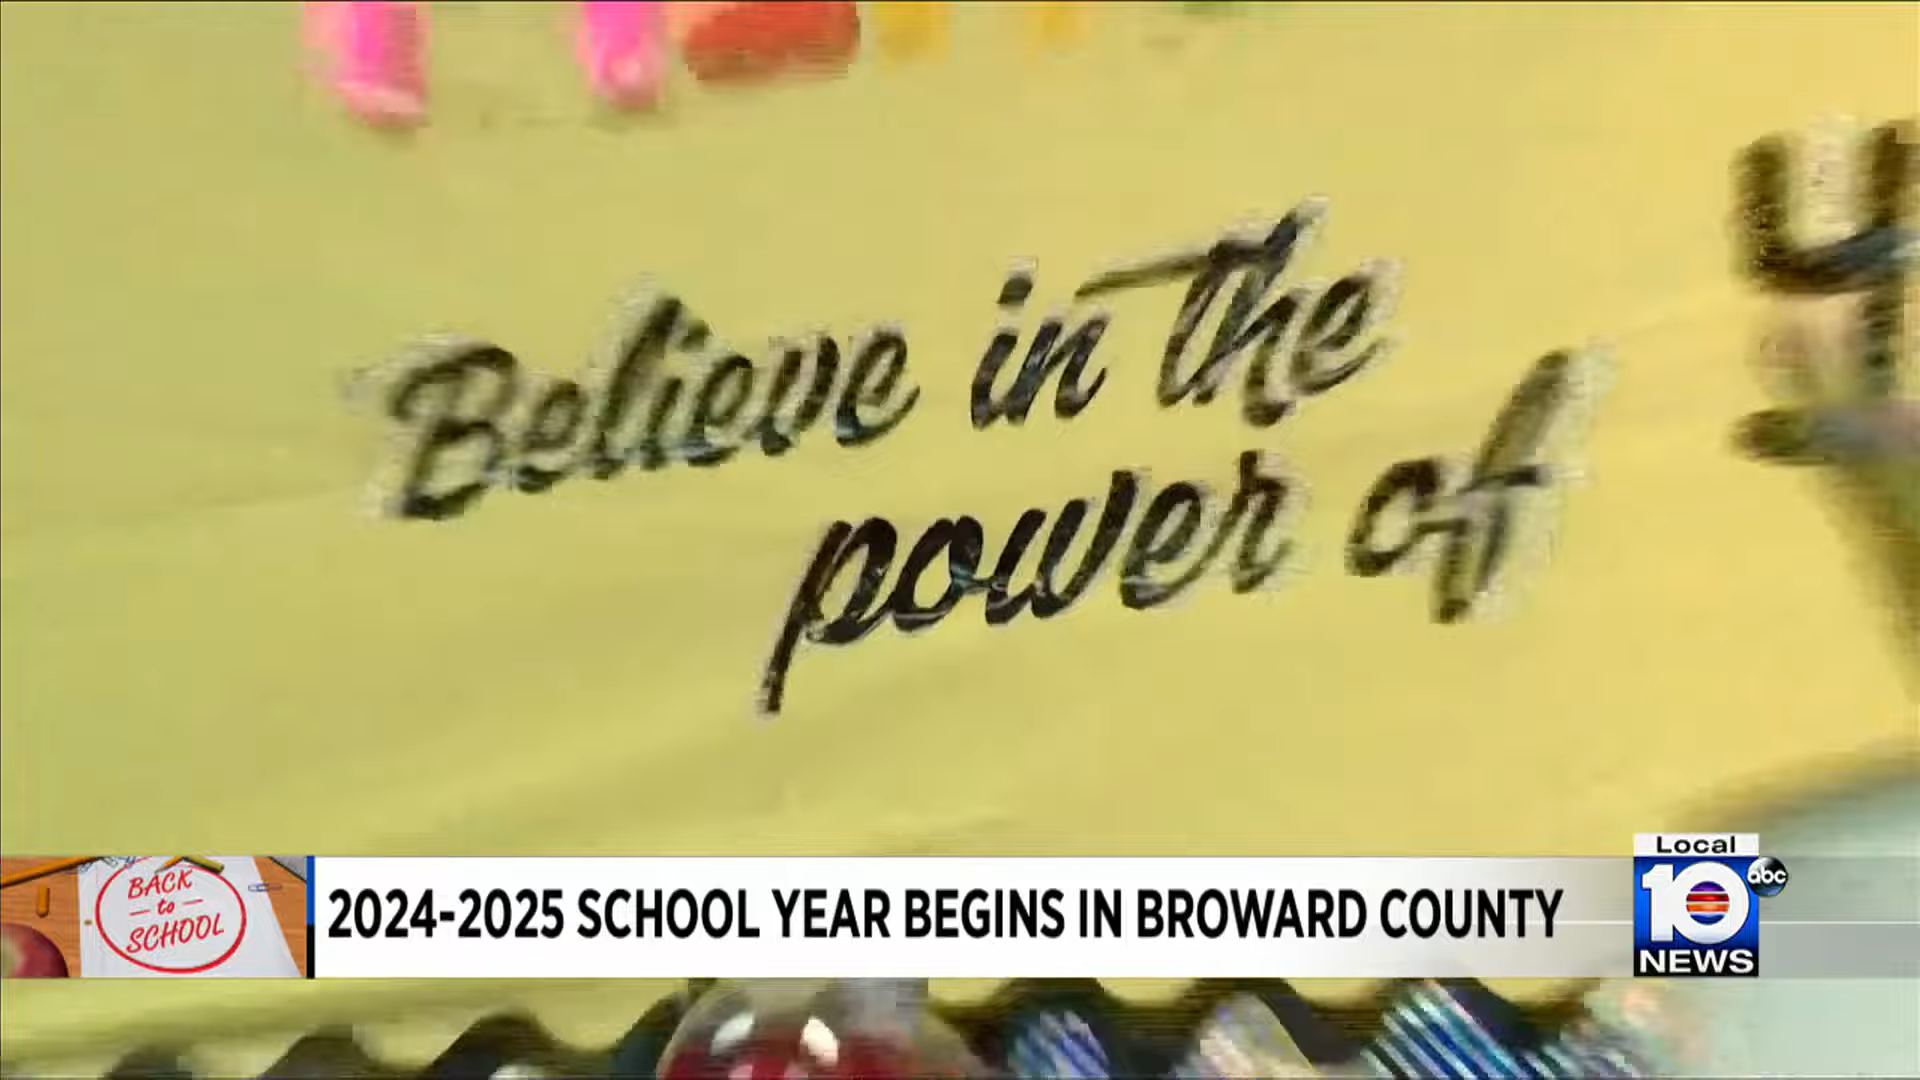 Believe in the
power of
4
BACK
to
SCHOOL
2024-2025 SCHOOL YEAR BEGINS IN BROWARD COUNTY
Local
10
abc
NEWS